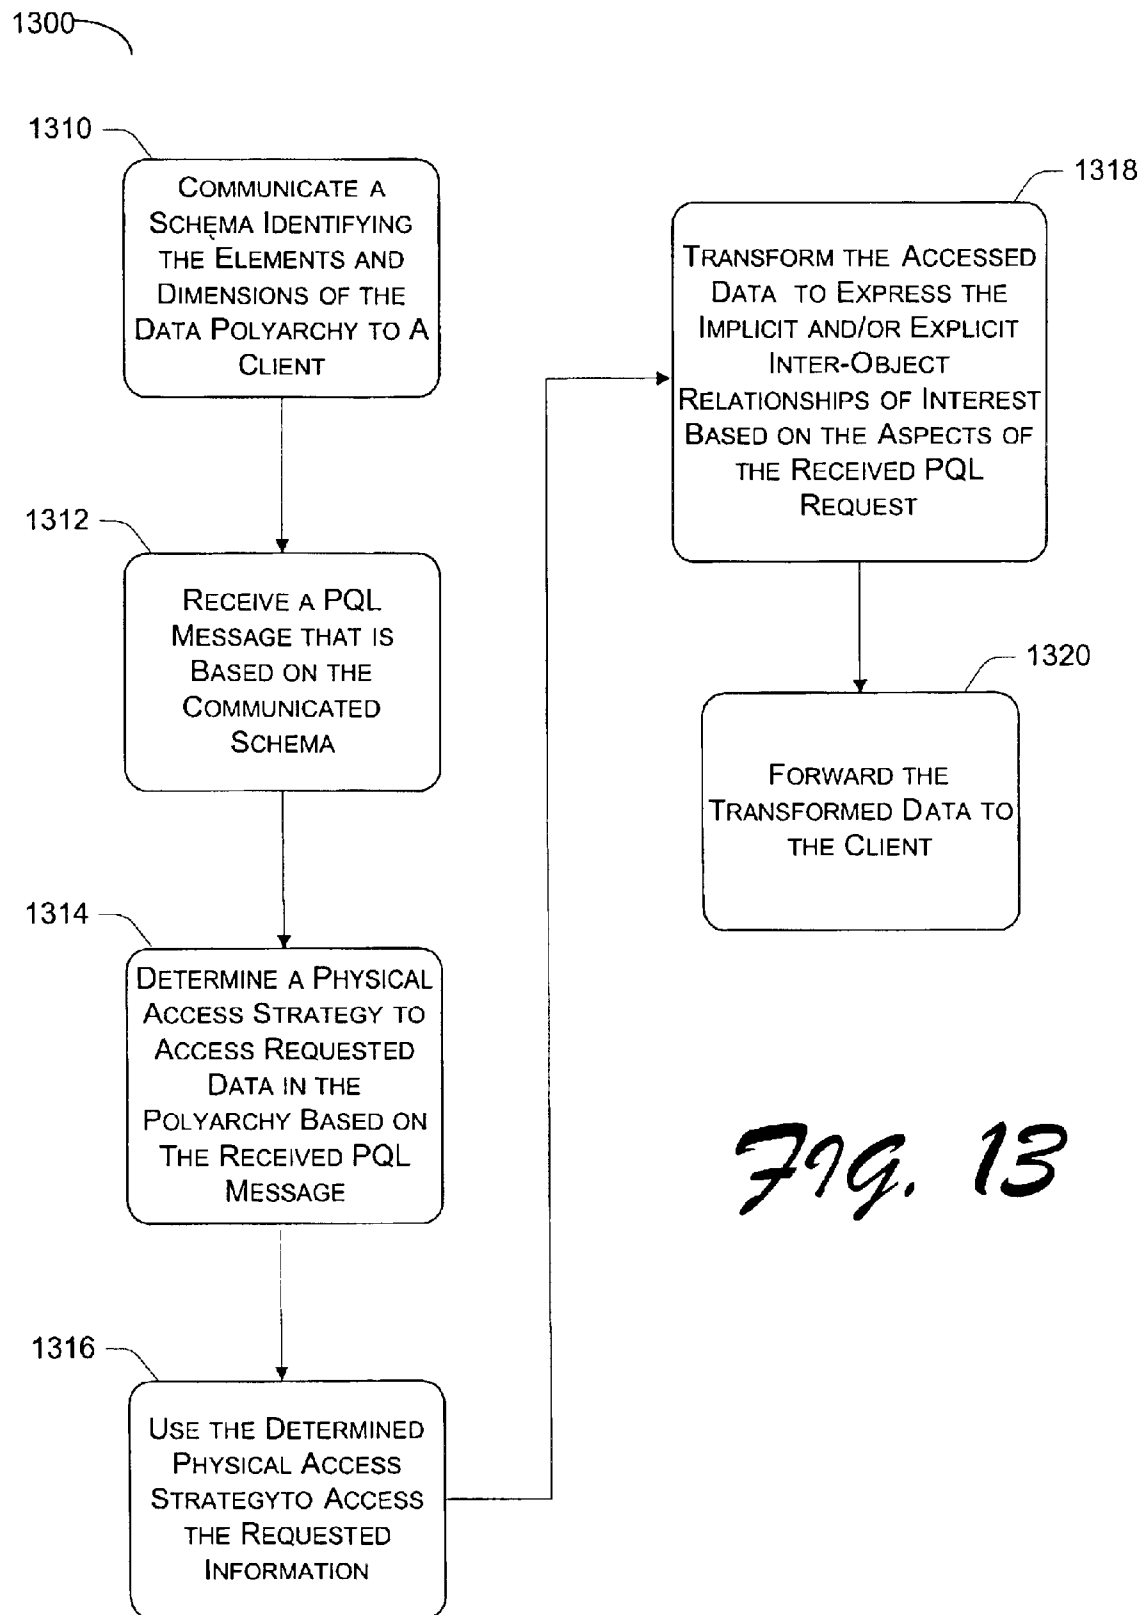 1300
1310
COMMUNICATE A
SCHEMA IDENTIFYING
THE ELEMENTS AND
DIMENSIONS OF THE
DATA POLYARCHY TO A
CLIENT
1312
RECEIVE A PQL
MESSAGE THAT IS
BASED ON THE
COMMUNICATED
SCHEMA
1314
DETERMINE A PHYSICAL
ACCESS STRATEGY TO
ACCESS REQUESTED
DATA IN THE
POLYARCHY BASED ON
THE RECEIVED PQL
MESSAGE
1316
USE THE DETERMINED
PHYSICAL ACCESS
STRATEGYTO ACCESS
THE REQUESTED
INFORMATION
1318
TRANSFORM THE ACCESSED
DATA TO EXPRESS THE
IMPLICIT AND/OR EXPLICIT
INTER-OBJECT
RELATIONSHIPS OF INTEREST
BASED ON THE ASPECTS OF
THE RECEIVED PQL
REQUEST
1320
FORWARD THE
TRANSFORMED DATA TO
THE CLIENT
FIG. 13